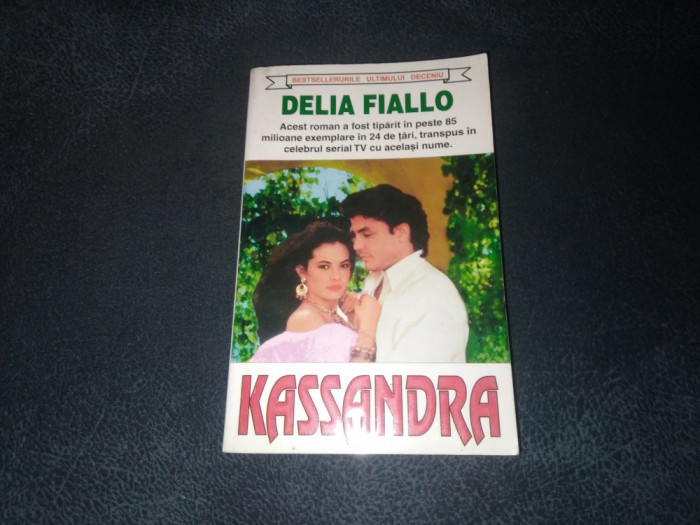 BESTSELLERURILE ULTIMULUI DECENIU
DELIA FIALLO
Acest roman a fost tipărit în peste 85
milioane exemplare în 24 de țări, transpus în
celebrul serial TV cu același nume.
KASSANDRA